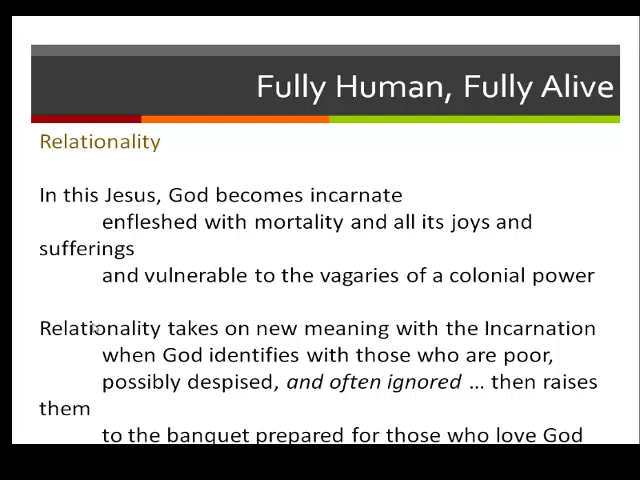 Fully Human, Fully Alive
Relationality
In this Jesus, God becomes incarnate
enfleshed with mortality and all its joys and
sufferings
and vulnerable to the vagaries of a colonial power
Relationality takes on new meaning with the Incarnation
when God identifies with those who are poor,
possibly despised, and often ignored … then raises
them
to the banquet prepared for those who love God